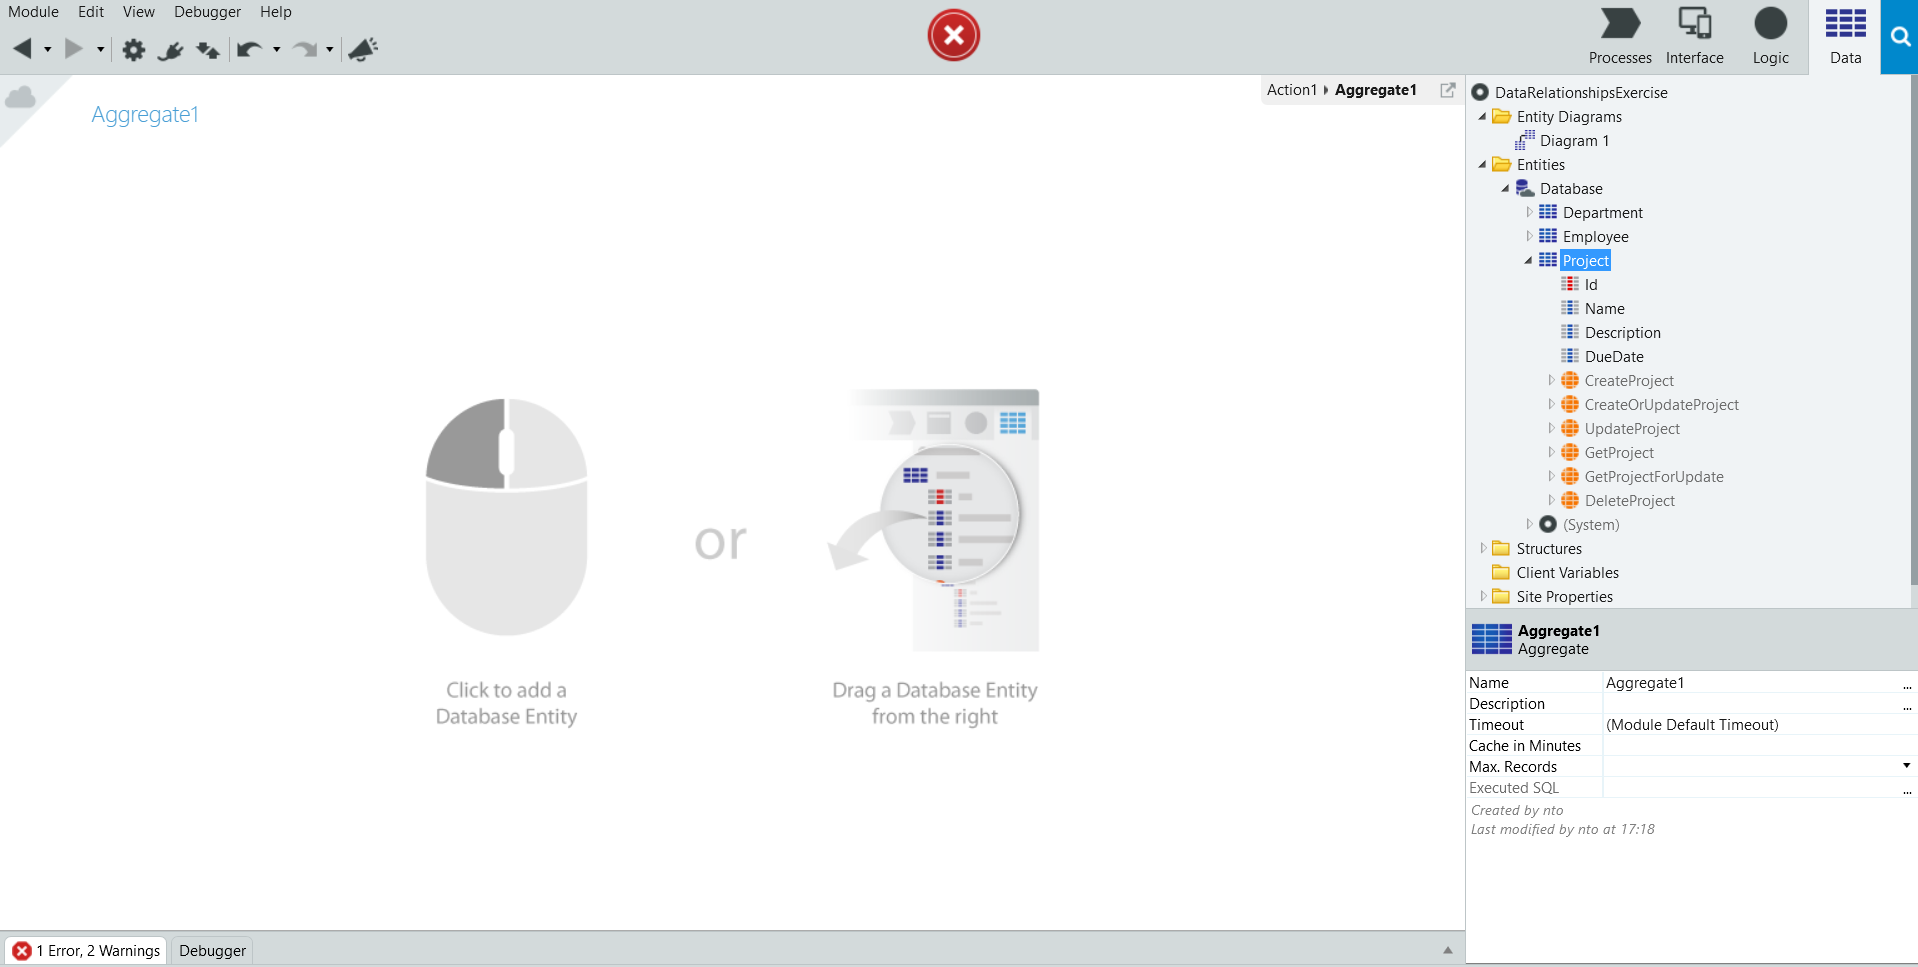 Module Edit View Debugger Help
Processes Interface Logic Data
Aggregate1
Action1 Aggregate1
or
Click to add a
Database Entity
Drag a Database Entity
from the right
DataRelationshipsExercise
Entity Diagrams
Diagram 1
Entities
Database
Department
Employee
Project
Id
Name
Description
DueDate
CreateProject
CreateOrUpdateProject
UpdateProject
GetProject
GetProjectForUpdate
DeleteProject
(System)
Structures
Client Variables
Site Properties
Aggregate1
Aggregate
Name Aggregate1 ...
Description ...
Timeout (Module Default Timeout)
Cache in Minutes
Max. Records
Executed SQL ...
Created by nto
Last modified by nto at 17:18
1 Error, 2 Warnings Debugger